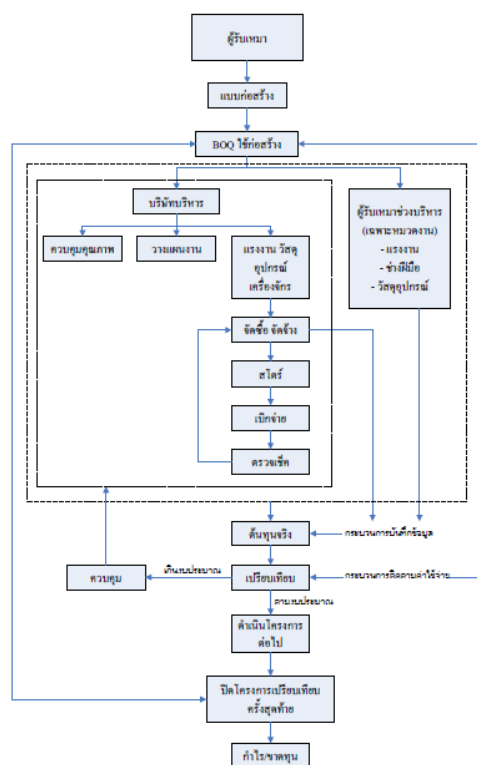 ผู้รับเหมา
แบบก่อสร้าง
BOQ ใช้ก่อสร้าง
บริษัทบริหาร
ควบคุมคุณภาพ
วางแผนงาน
แรงงาน วัสดุ
อุปกรณ์
เครื่องจักร
ผู้รับเหมาช่วงบริหาร
(เฉพาะหมวดงาน)
- แรงงาน
- ช่างฝีมือ
- วัสดุอุปกรณ์
จัดซื้อ จัดจ้าง
สโตร์
เบิกจ่าย
ตรวจเช็ค
ต้นทุนจริง
กระบวนการบันทึกข้อมูล
ควบคุม
เกินงบประมาณ
เปรียบเทียบ
กระบวนการติดตามค่าใช้จ่าย
ตามงบประมาณ
ดำเนินโครงการ
ต่อไป
ปิดโครงการเปรียบเทียบ
ครั้งสุดท้าย
กำไร/ขาดทุน